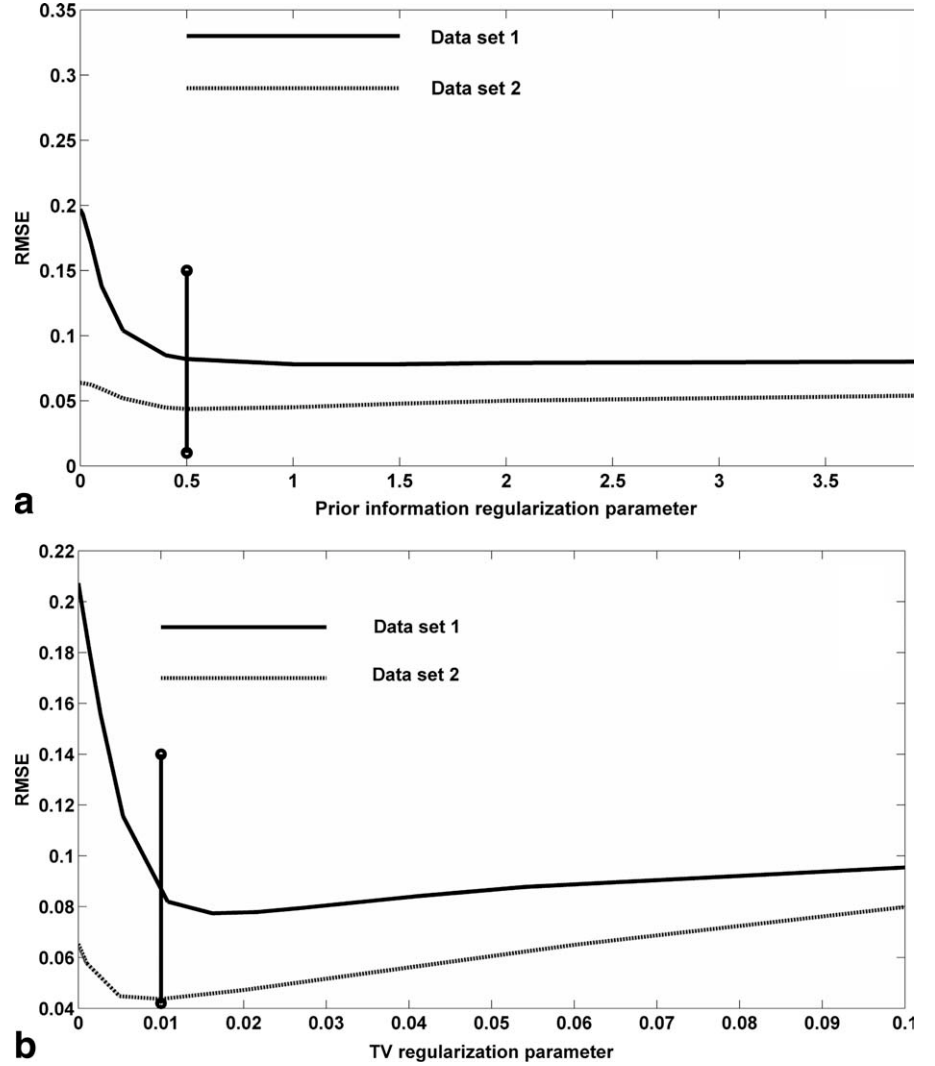 0.35
Data set 1
0.3
Data set 2
0.25
0.2
RMSE
0.15
0.1
0.05
0
0 0.5 1 1.5 2 2.5 3 3.5
a
Prior information regularization parameter
0.22
0.2
Data set 1
0.18
Data set 2
0.16
RMSE
0.14
0.12
0.1
0.08
0.06
0.04
0 0.01 0.02 0.03 0.04 0.05 0.06 0.07 0.08 0.09 0.1
b
TV regularization parameter